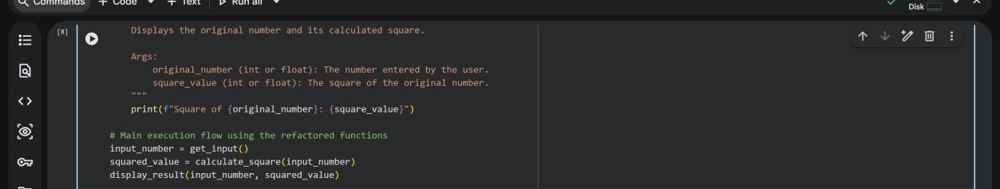 Commands + Code + Text Run all
Disk
[8]
Displays the original number and its calculated square.
Args:
original_number (int or float): The number entered by the user.
square_value (int or float): The square of the original number.
"""
print(f"Square of {original_number}: {square_value}")
# Main execution flow using the refactored functions
input_number = get_input()
squared_value = calculate_square(input_number)
display_result(input_number, squared_value)